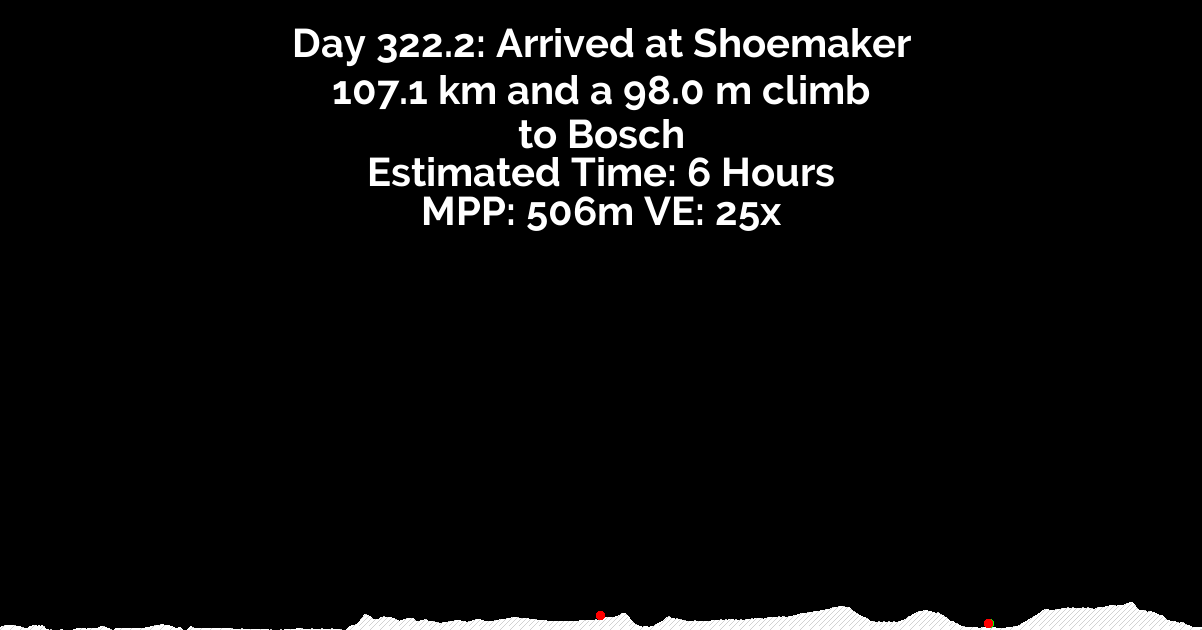 Day 322.2: Arrived at Shoemaker
107.1 km and a 98.0 m climb
to Bosch
Estimated Time: 6 Hours
MPP: 506m VE: 25x